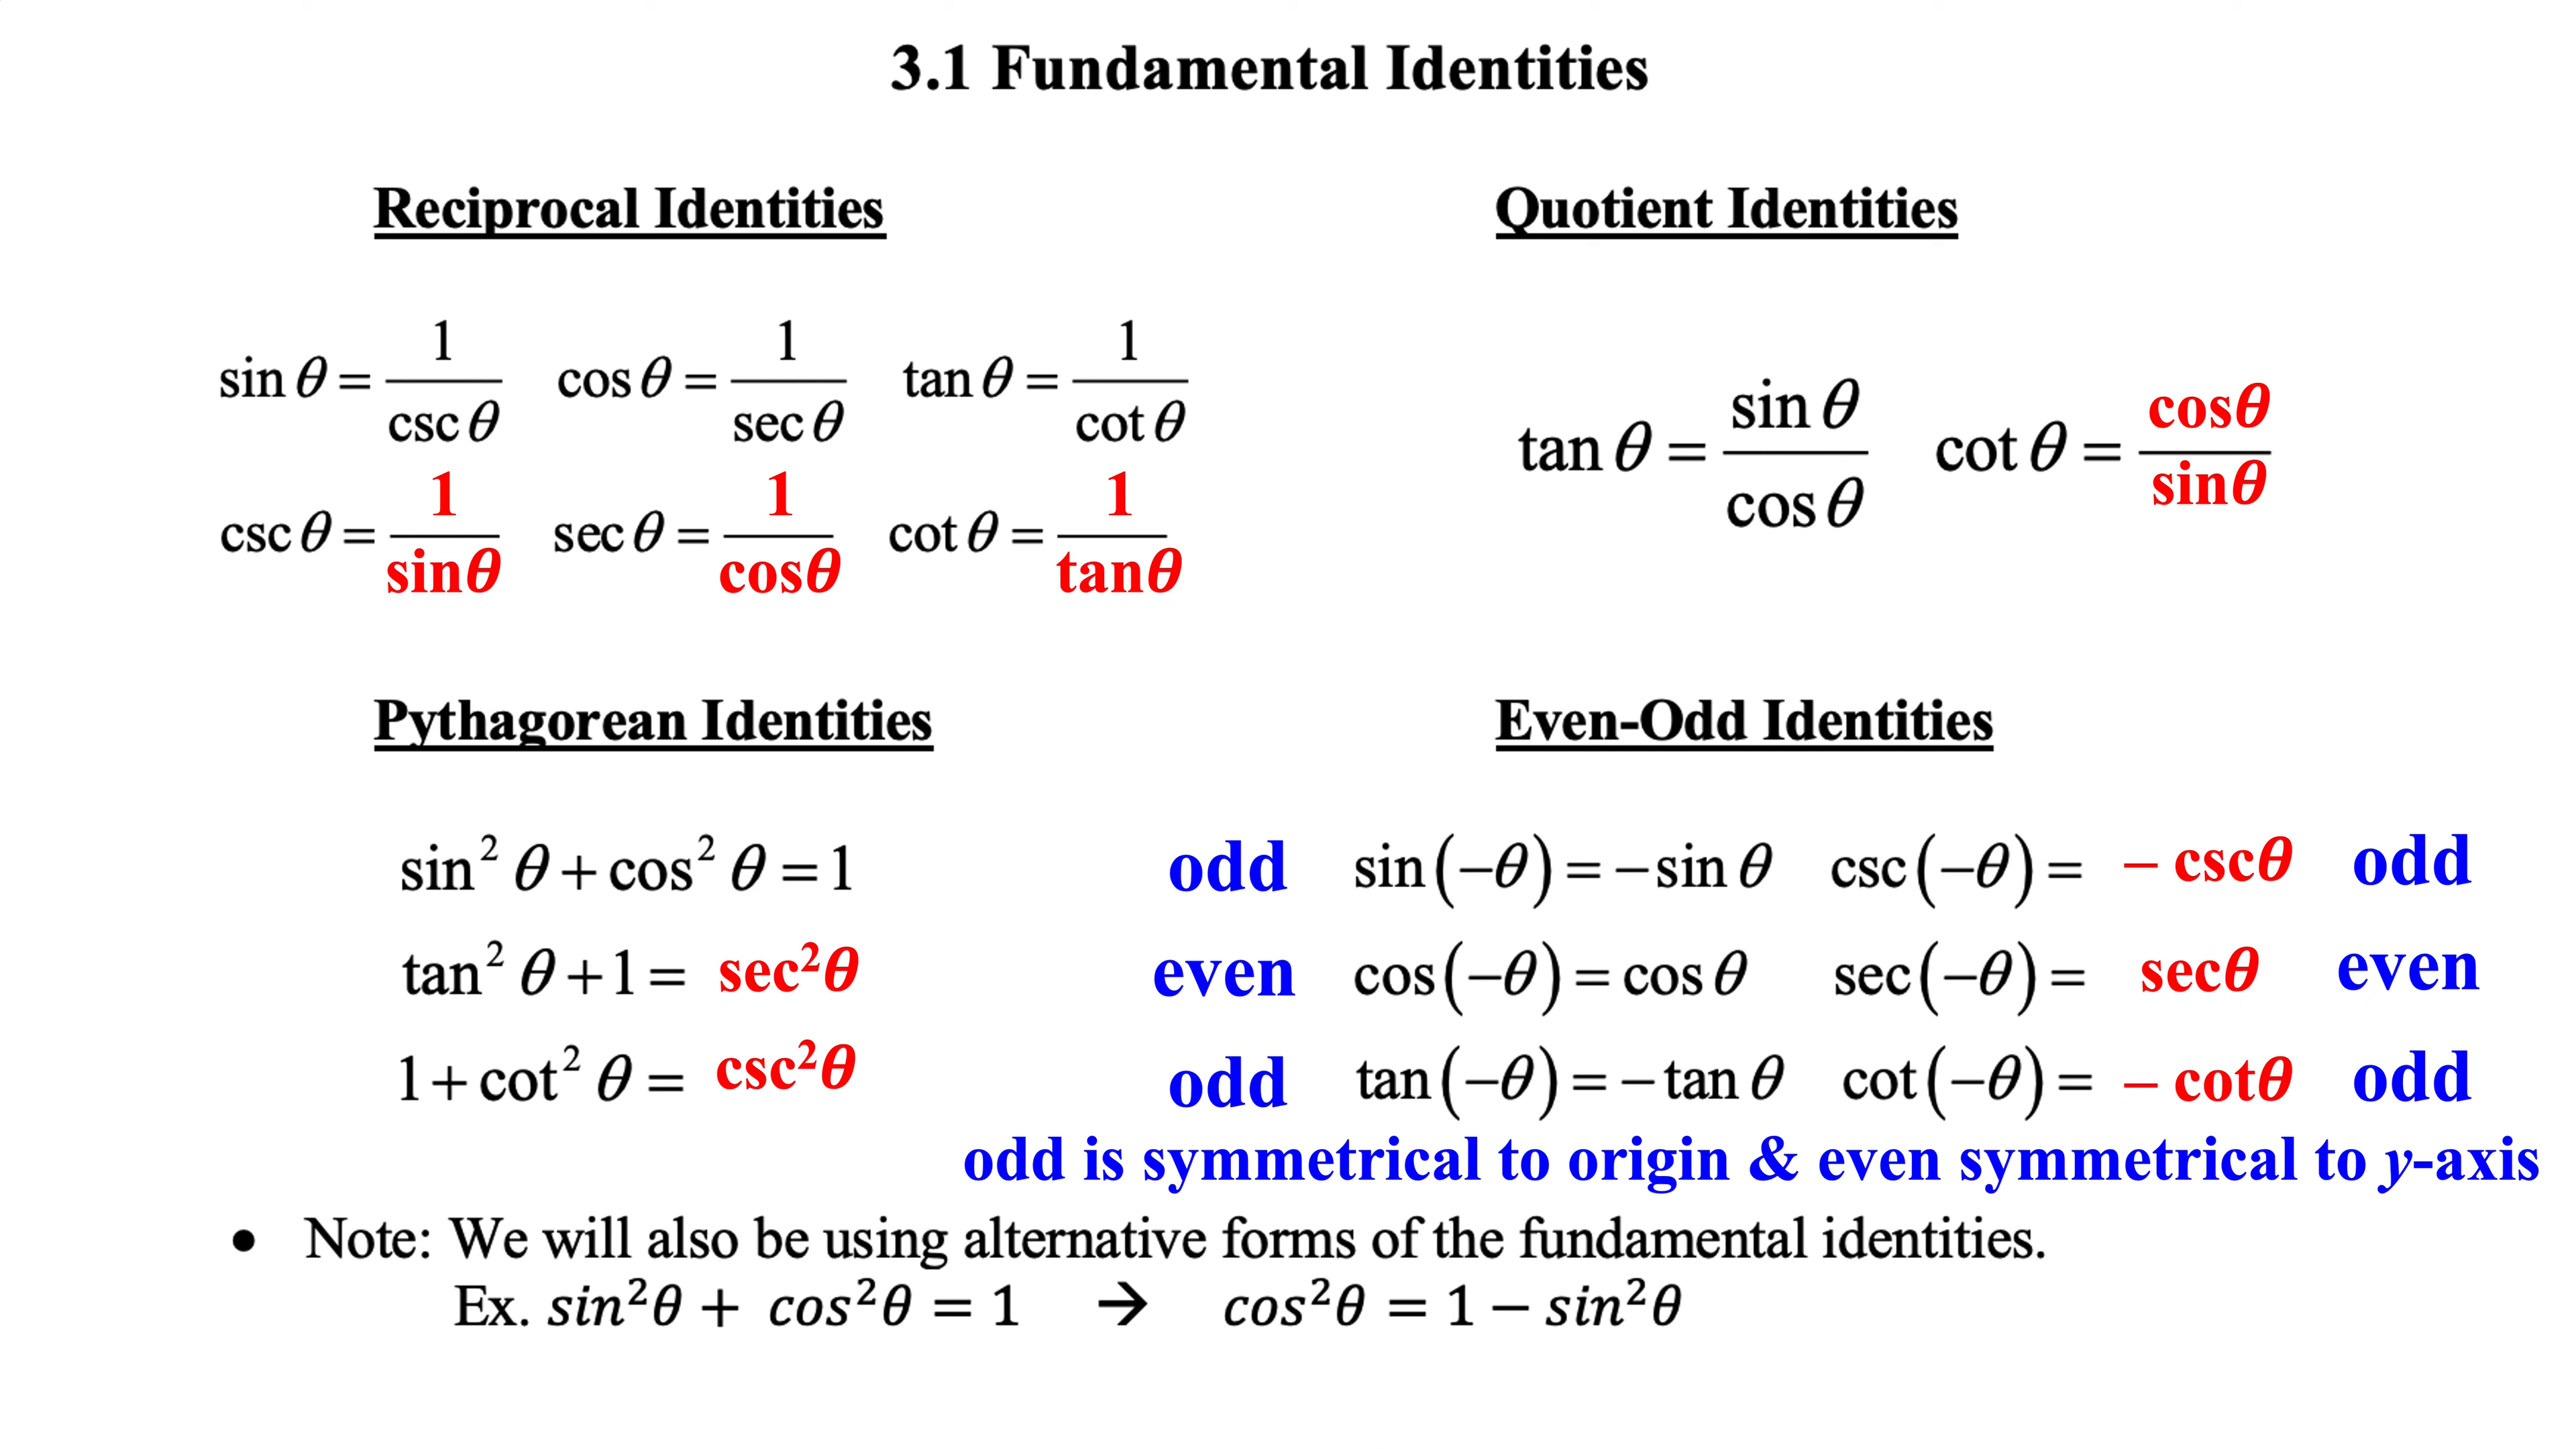 3.1 Fundamental Identities
Reciprocal Identities
sin θ = 1/csc θ   cos θ = 1/sec θ   tan θ = 1/cot θ
csc θ = 1/sinθ   sec θ = 1/cosθ   cot θ = 1/tanθ
Quotient Identities
tan θ = sin θ/cos θ   cot θ = cosθ/sinθ
Pythagorean Identities
sin² θ + cos² θ = 1
tan² θ + 1 = sec²θ
1 + cot² θ = csc²θ
Even-Odd Identities
odd sin(−θ) = −sin θ   csc(−θ) = − cscθ odd
even cos(−θ) = cos θ   sec(−θ) = secθ even
odd tan(−θ) = −tan θ   cot(−θ) = − cotθ odd
odd is symmetrical to origin & even symmetrical to y-axis
• Note: We will also be using alternative forms of the fundamental identities.
Ex. sin²θ + cos²θ = 1 → cos²θ = 1 − sin²θ